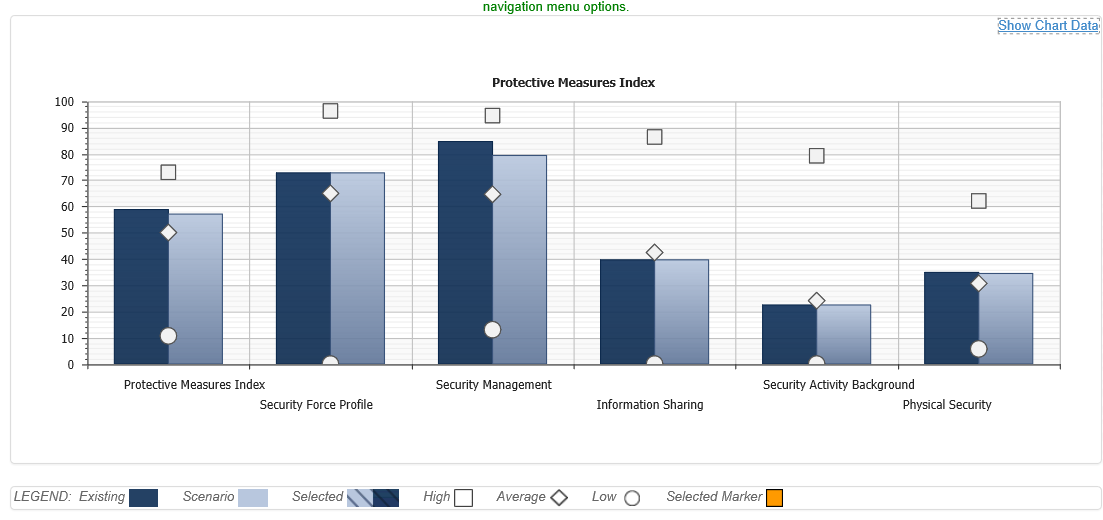 navigation menu options.
Show Chart Data
Protective Measures Index
100
90
80
70
60
50
40
30
20
10
0
Protective Measures Index
Security Management
Security Activity Background
Security Force Profile
Information Sharing
Physical Security
LEGEND: Existing Scenario Selected High Average Low Selected Marker